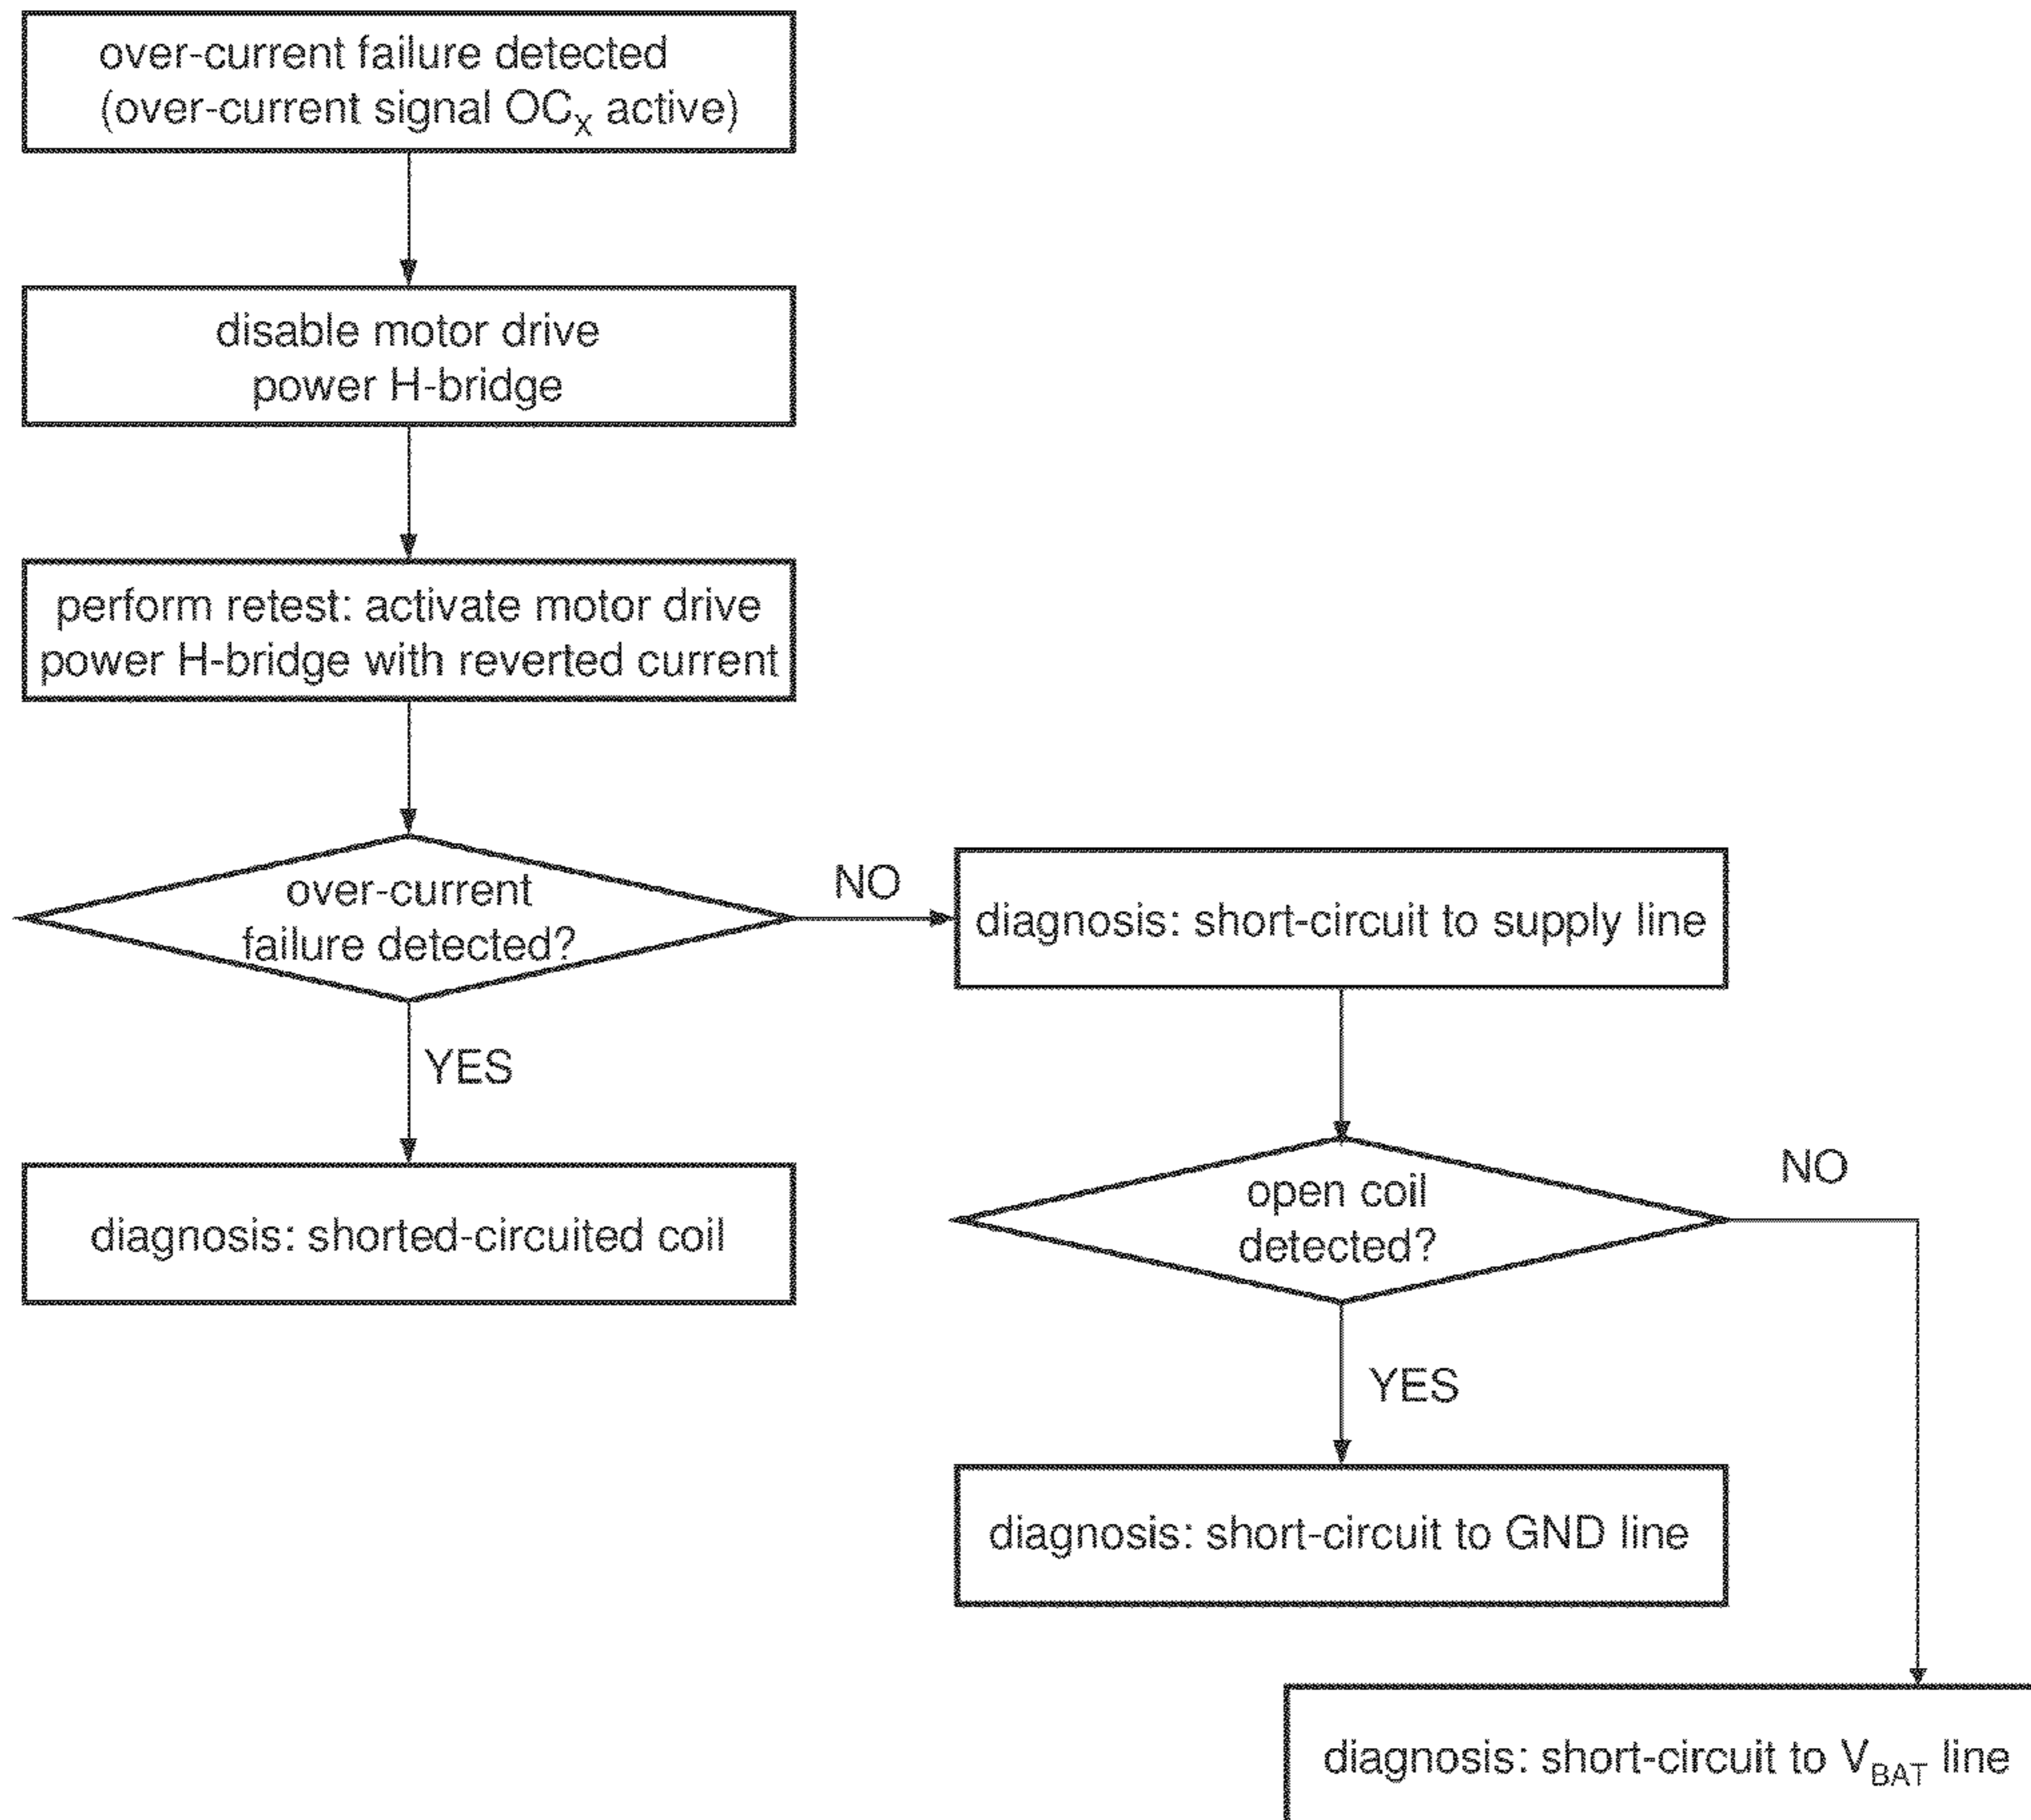 over-current failure detected
(over-current signal OCX active)
disable motor drive
power H-bridge
perform retest: activate motor drive
power H-bridge with reverted current
over-current
failure detected?
NO
diagnosis: short-circuit to supply line
YES
diagnosis: shorted-circuited coil
open coil
detected?
NO
YES
diagnosis: short-circuit to GND line
diagnosis: short-circuit to VBAT line